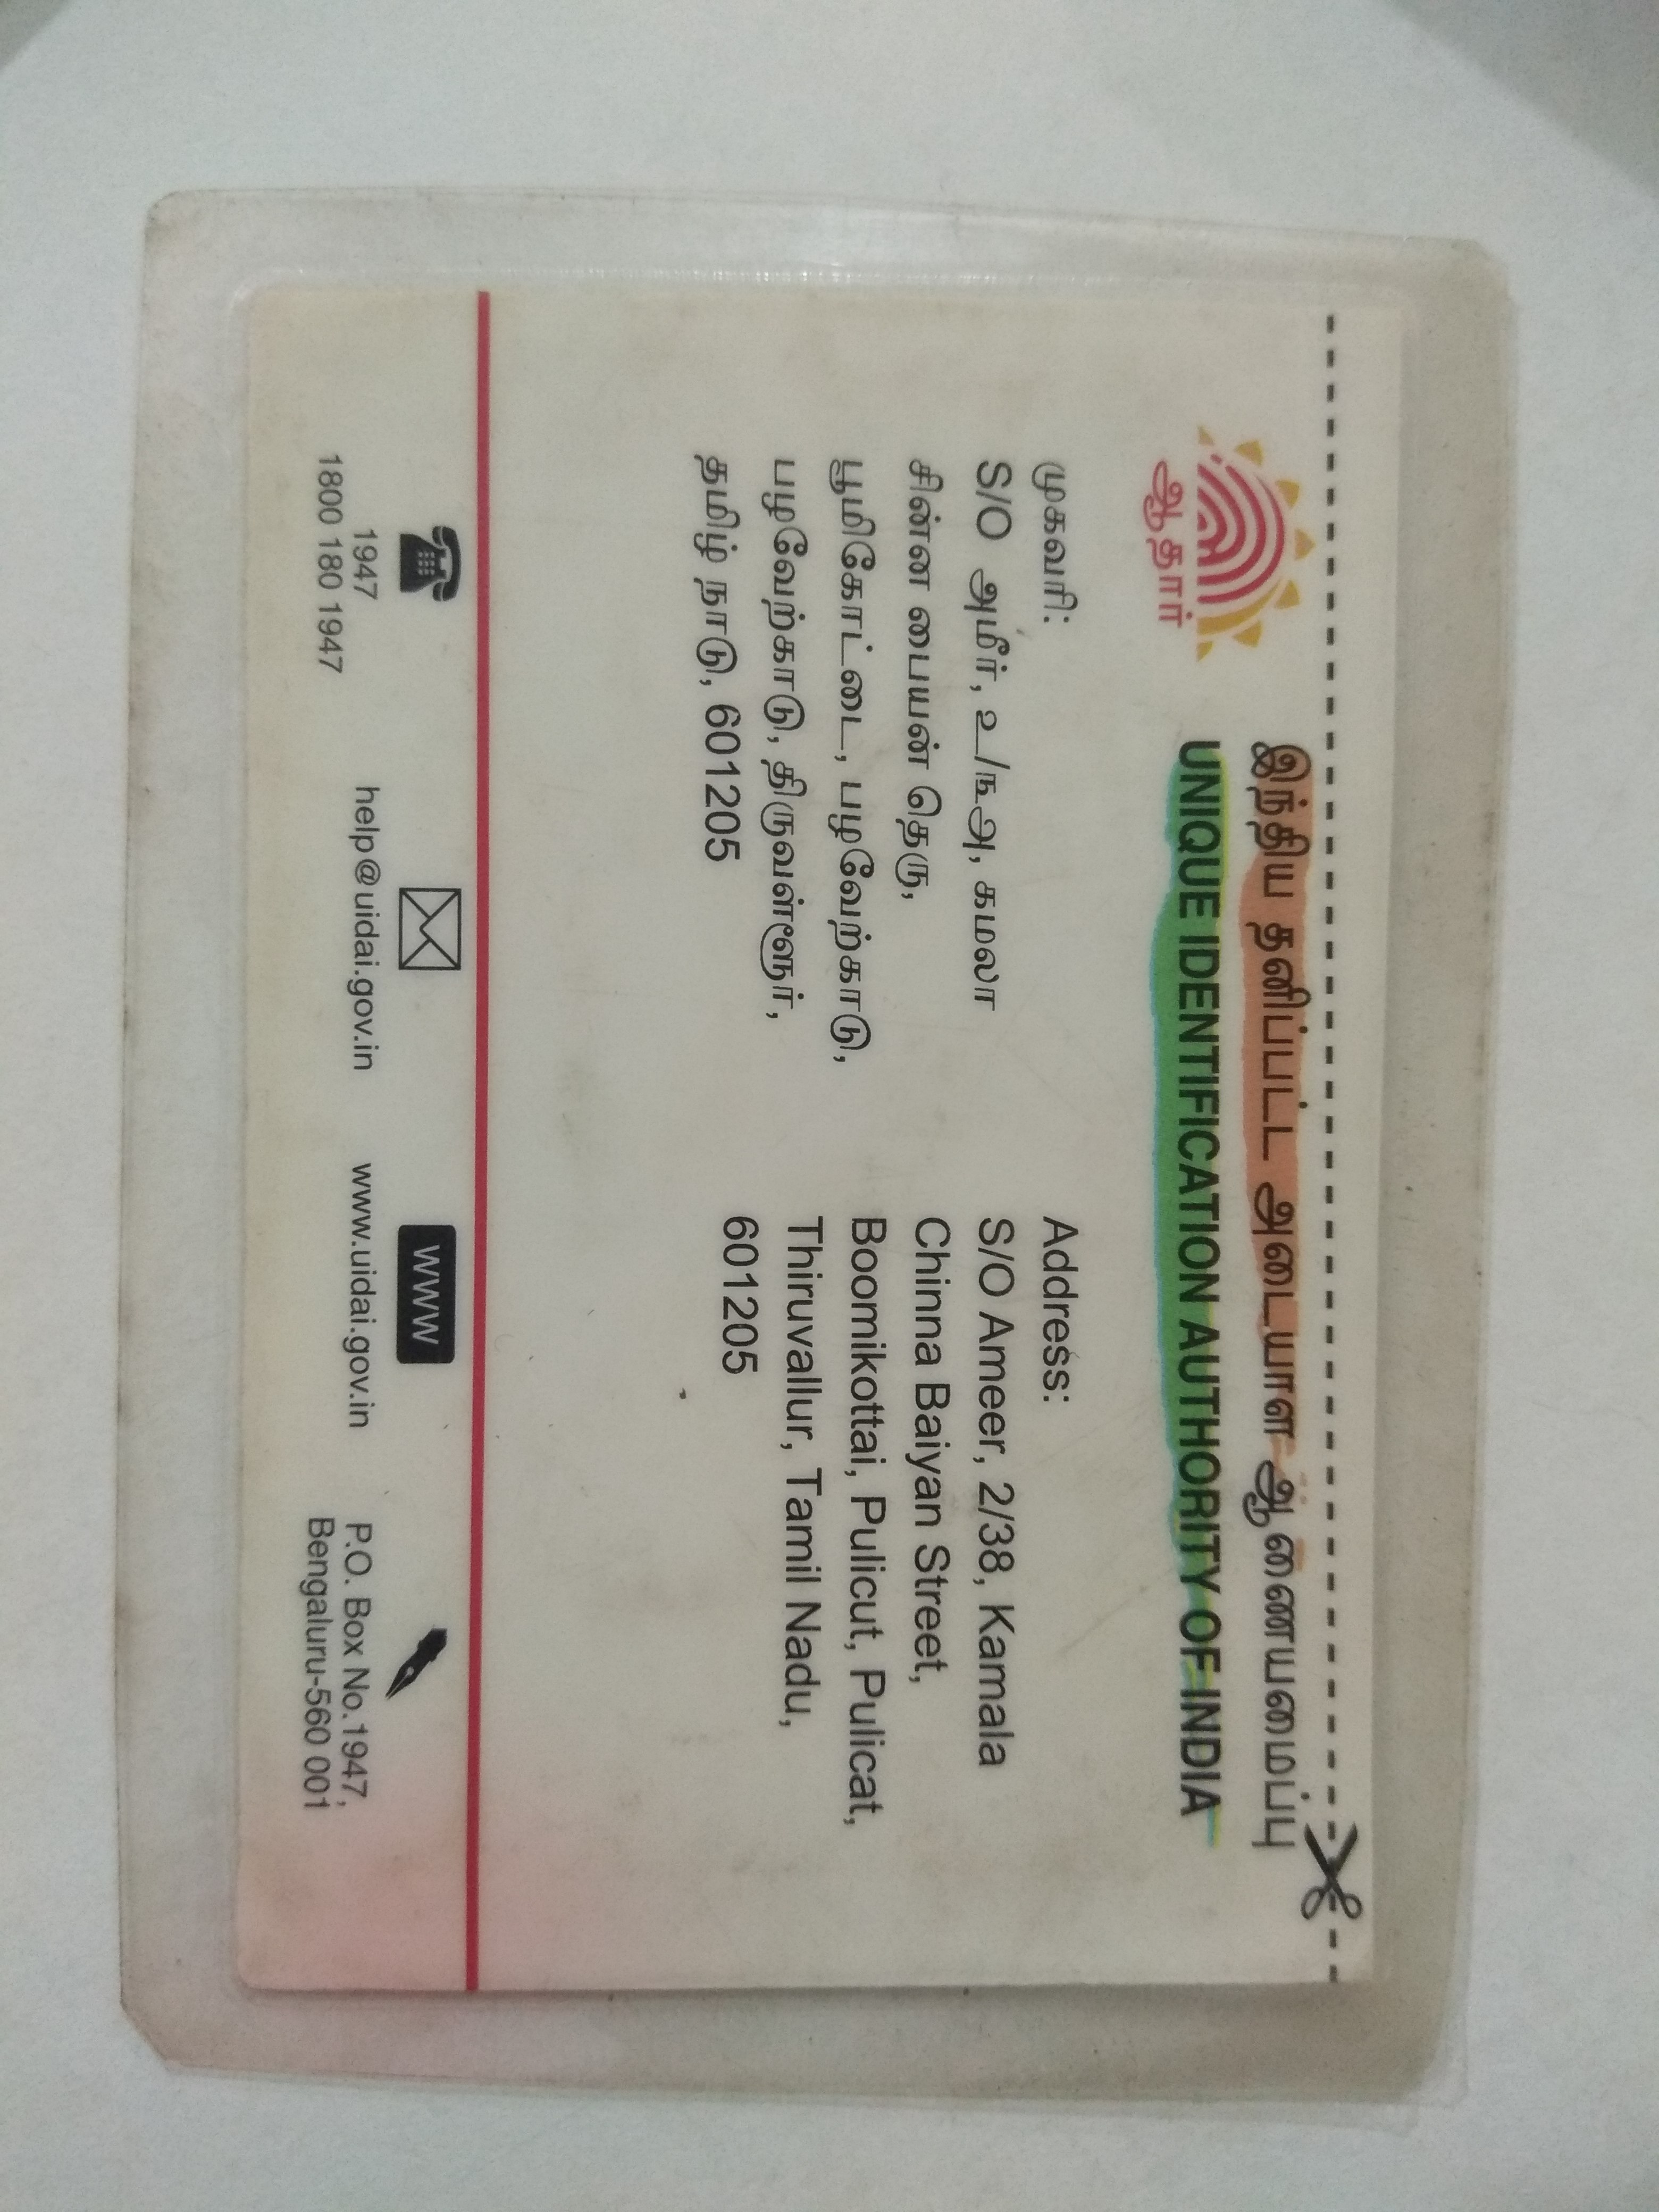 இந்திய தனிப்பட்ட அடையாள ஆணையமைப்பு
UNIQUE IDENTIFICATION AUTHORITY OF INDIA
ஆதார்
முகவரி:
S/O அமீர், உ/ந௮, கமலா
சின்ன பையன் தெரு,
பூமிகோட்டை, பழவேற்காடு,
பழவேற்காடு, திருவள்ளூர்,
தமிழ் நாடு, 601205
Address:
S/O Ameer, 2/38, Kamala
Chinna Baiyan Street,
Boomikottai, Pulicut, Pulicat,
Thiruvallur, Tamil Nadu,
601205
1947
1800 180 1947
help@uidai.gov.in
WWW
www.uidai.gov.in
P.O. Box No.1947,
Bengaluru-560 001